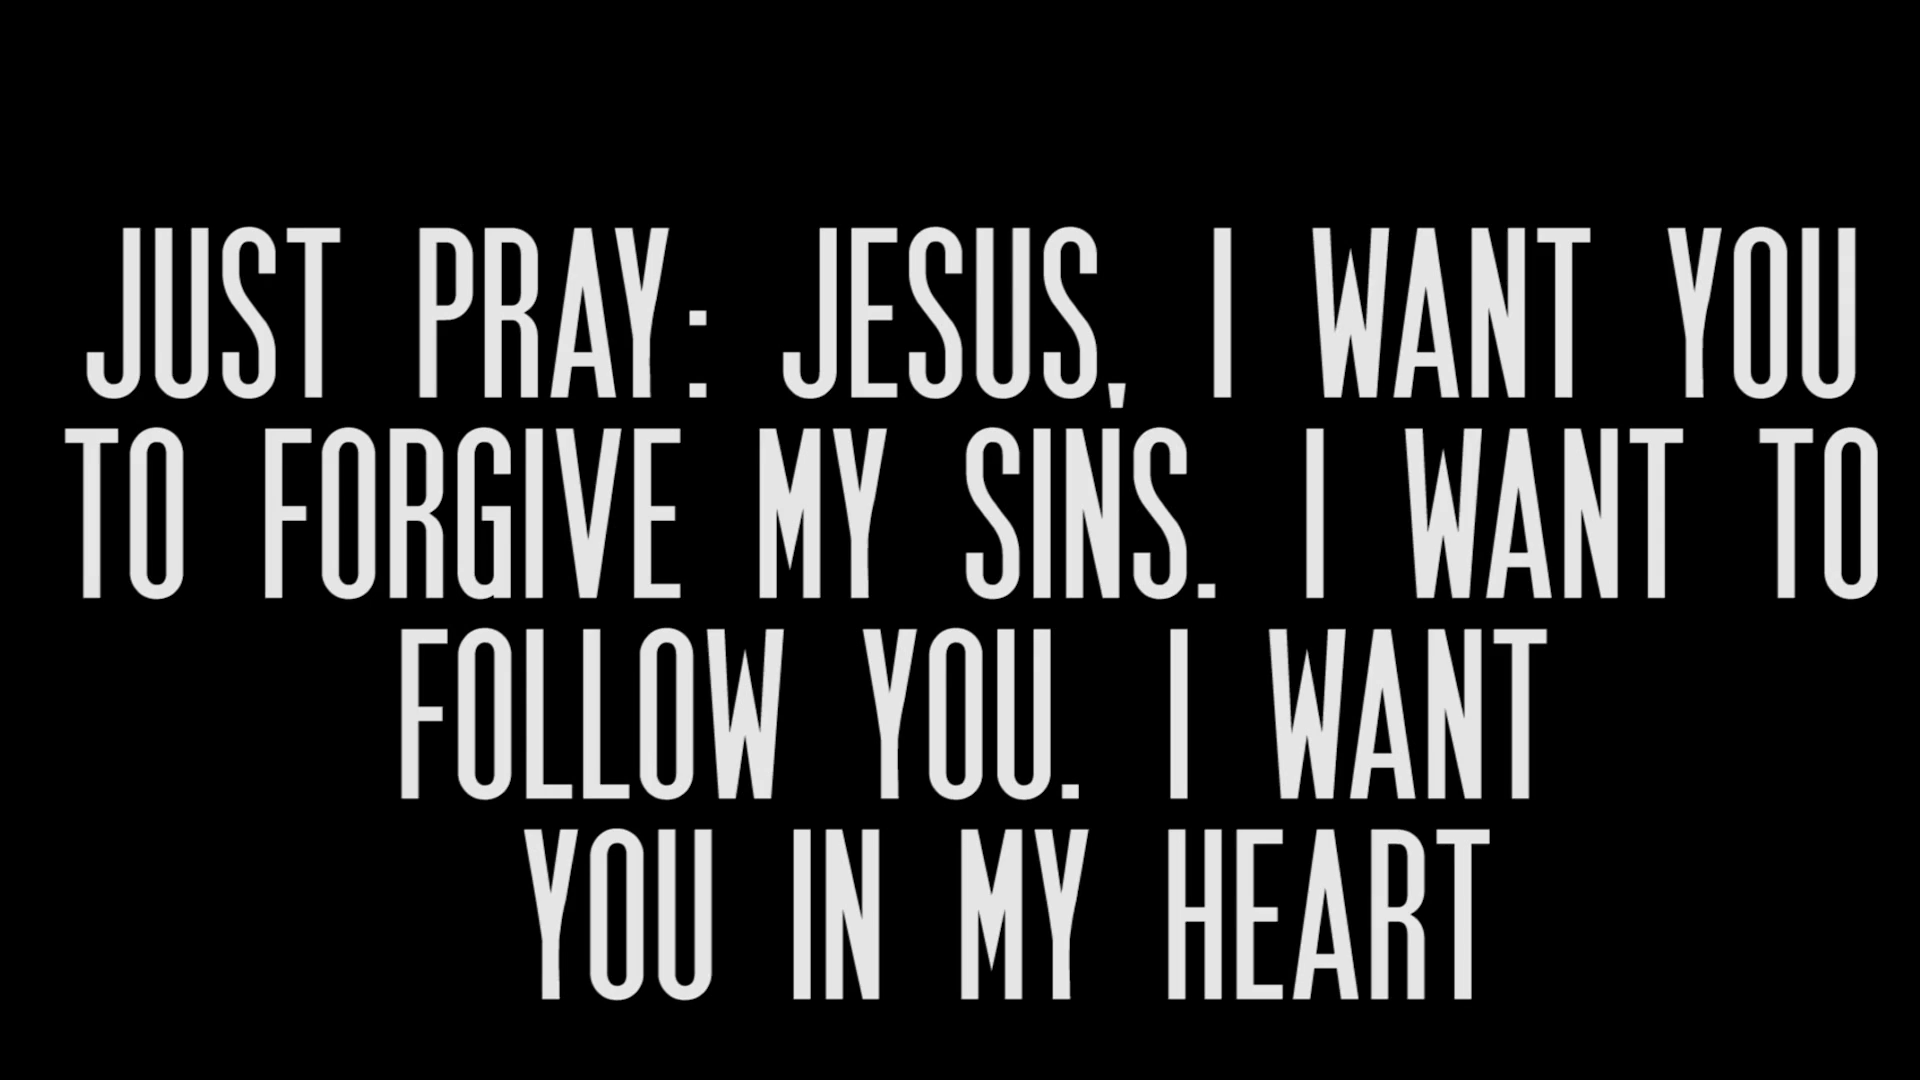 JUST PRAY: JESUS, I WANT YOU
TO FORGIVE MY SINS. I WANT TO
FOLLOW YOU. I WANT
YOU IN MY HEART